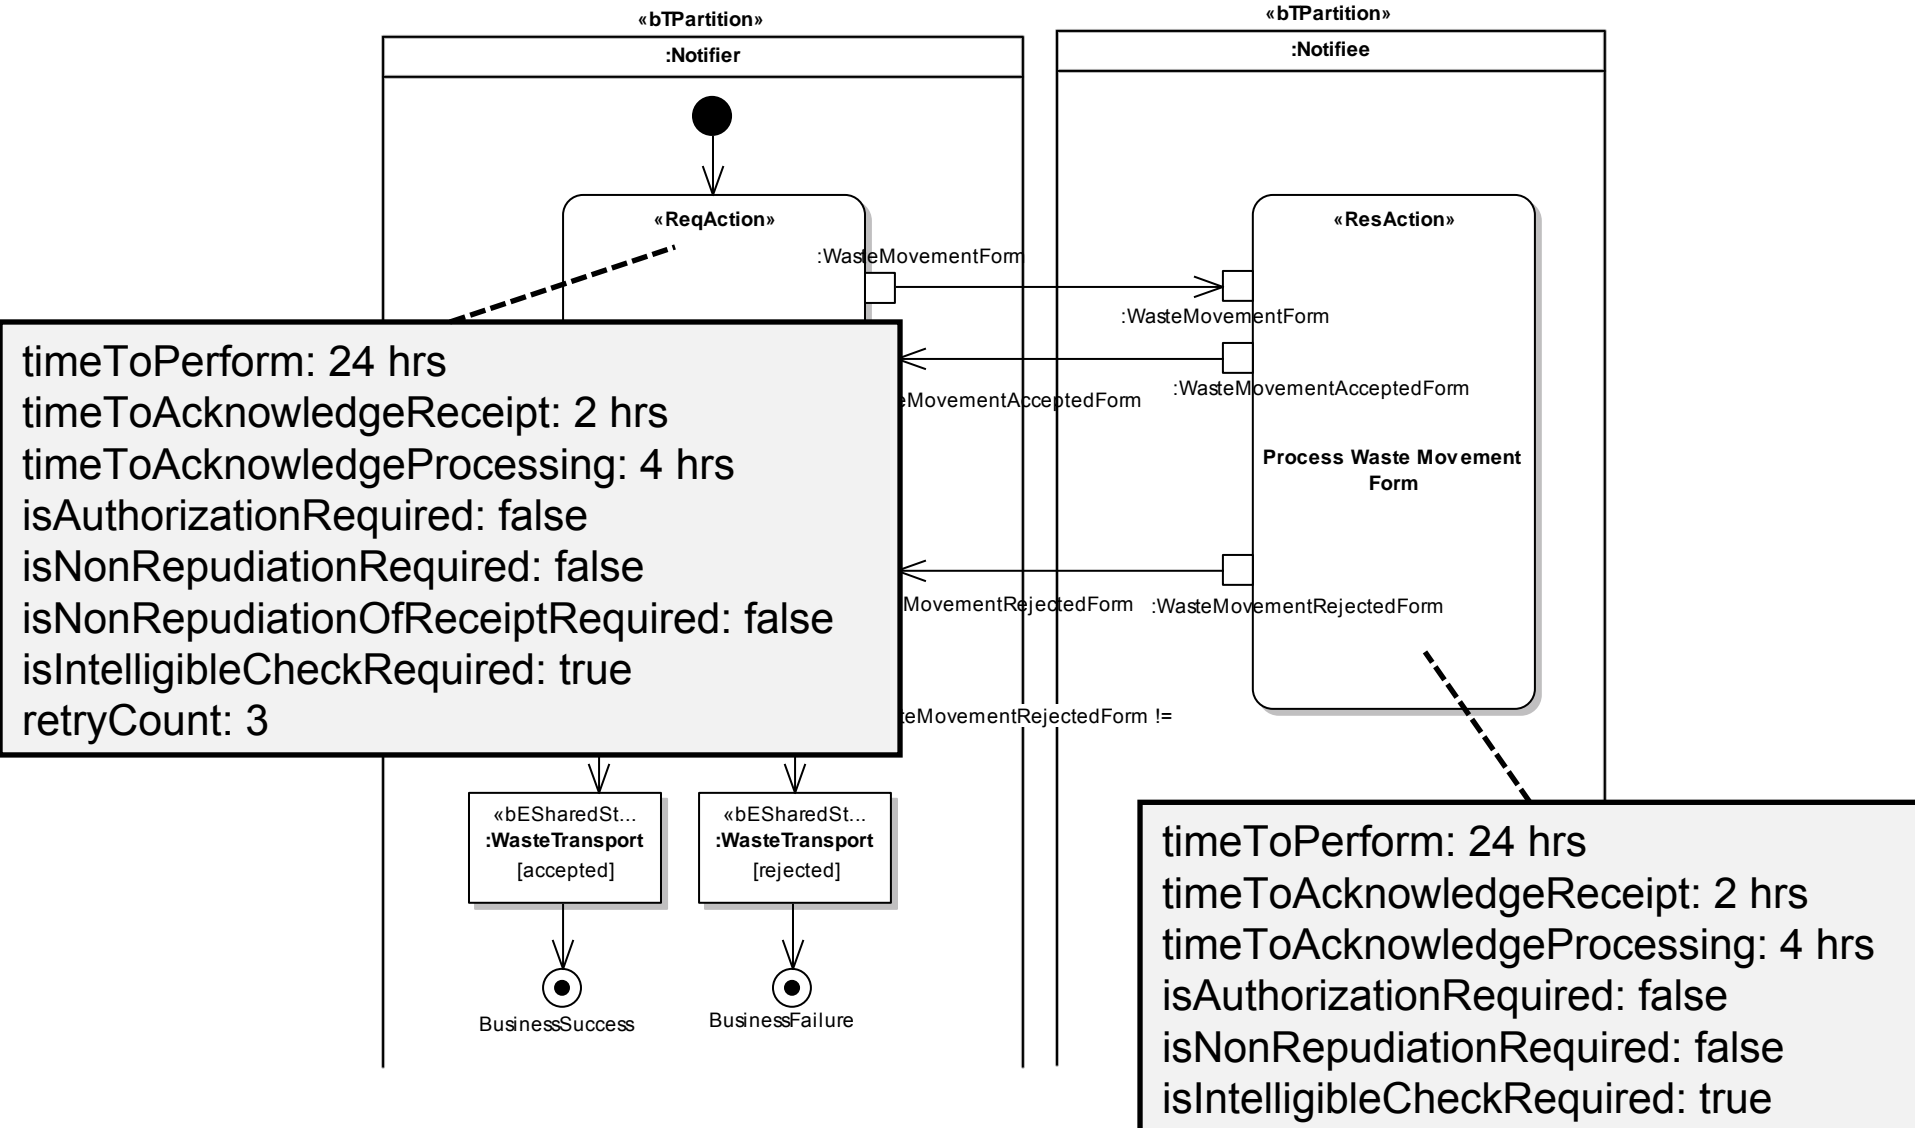 «bTPartition»
:Notifier
«bTPartition»
:Notifiee
«ReqAction»
«ResAction»
:WasteMovementForm
:WasteMovementForm
:WasteMovementAcceptedForm
MovementAcceptedForm
Process Waste Movement
Form
MovementRejectedForm
:WasteMovementRejectedForm
teMovementRejectedForm !=
timeToPerform: 24 hrs
timeToAcknowledgeReceipt: 2 hrs
timeToAcknowledgeProcessing: 4 hrs
isAuthorizationRequired: false
isNonRepudiationRequired: false
isNonRepudiationOfReceiptRequired: false
isIntelligibleCheckRequired: true
retryCount: 3
«bESharedSt...
:WasteTransport
[accepted]
«bESharedSt...
:WasteTransport
[rejected]
BusinessSuccess
BusinessFailure
timeToPerform: 24 hrs
timeToAcknowledgeReceipt: 2 hrs
timeToAcknowledgeProcessing: 4 hrs
isAuthorizationRequired: false
isNonRepudiationRequired: false
isIntelligibleCheckRequired: true